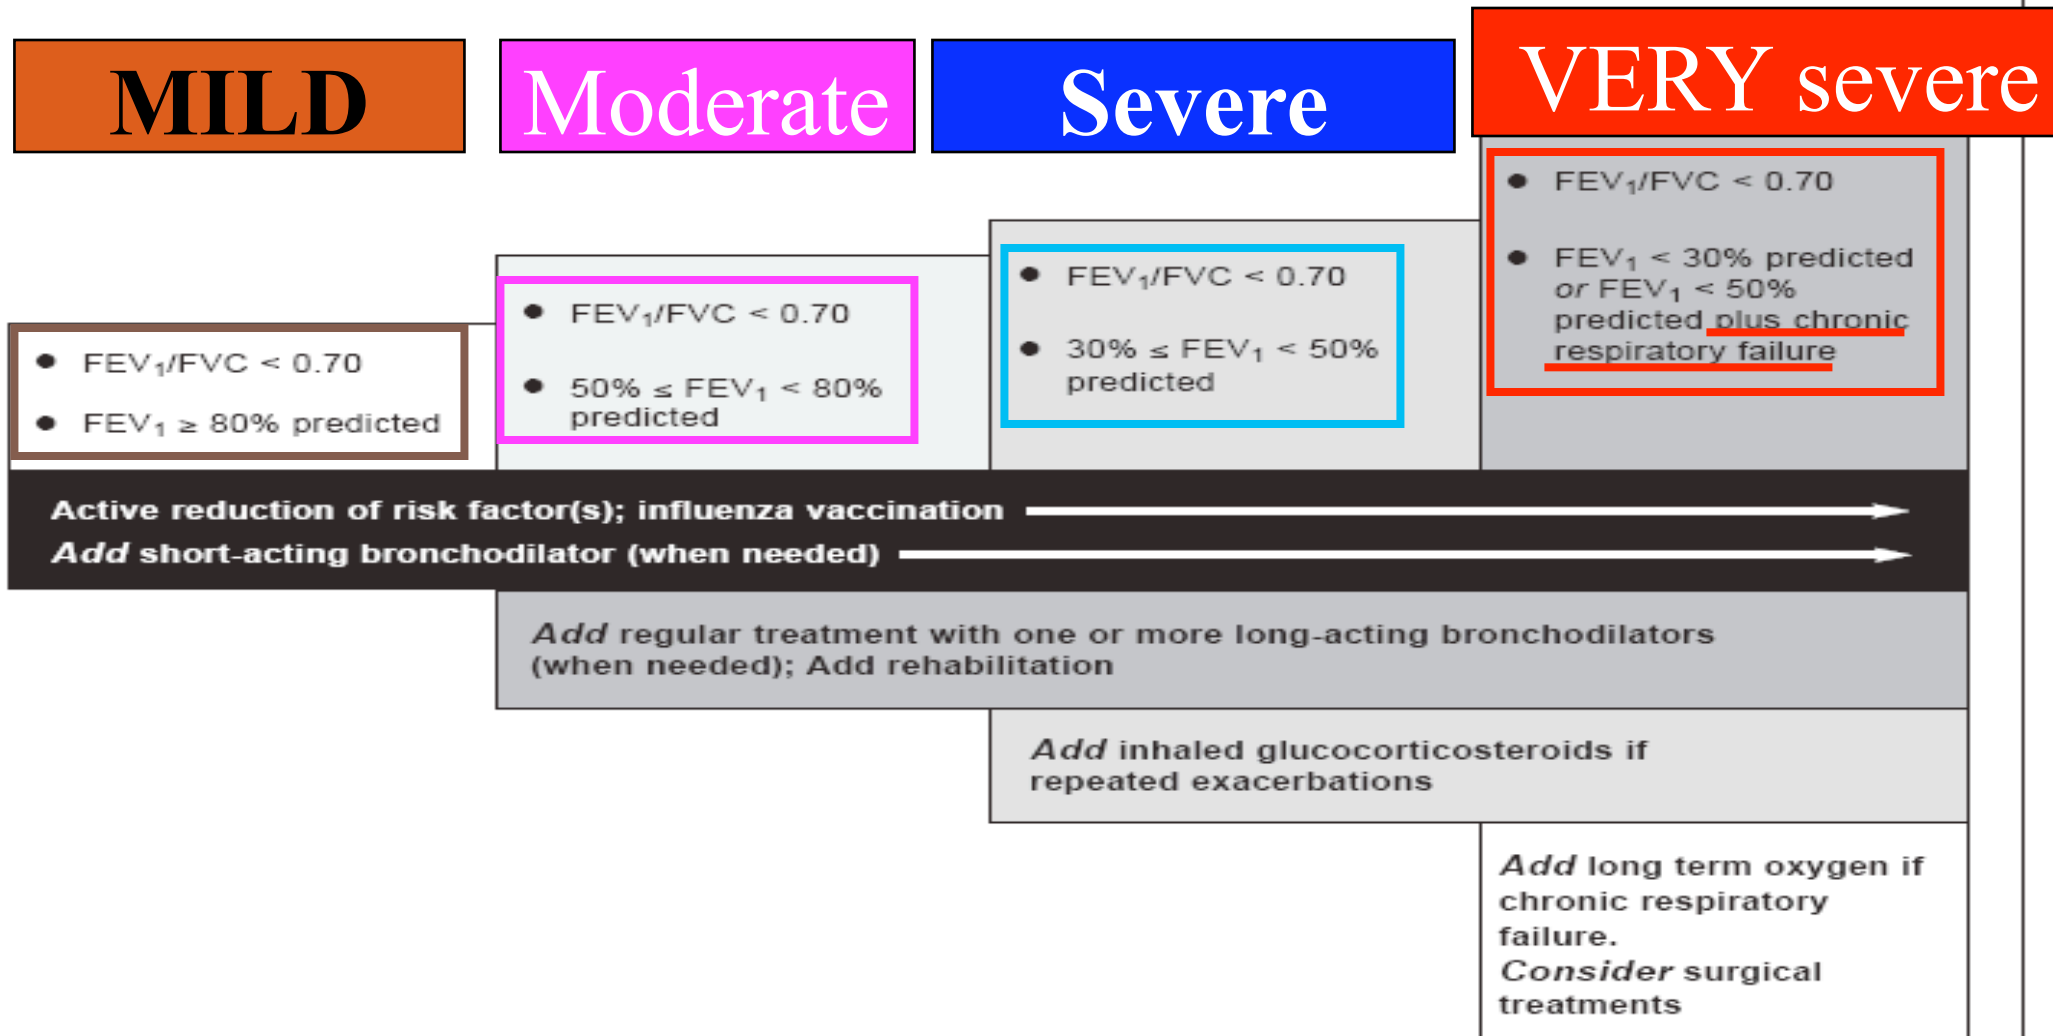 MILD
Moderate
Severe
VERY severe
• FEV₁/FVC < 0.70
• FEV₁ ≥ 80% predicted
• FEV₁/FVC < 0.70
• 50% ≤ FEV₁ < 80%
predicted
• FEV₁/FVC < 0.70
• 30% ≤ FEV₁ < 50%
predicted
• FEV₁/FVC < 0.70
• FEV₁ < 30% predicted
or FEV₁ < 50%
predicted plus chronic
respiratory failure
Active reduction of risk factor(s); influenza vaccination
Add short-acting bronchodilator (when needed)
Add regular treatment with one or more long-acting bronchodilators
(when needed); Add rehabilitation
Add inhaled glucocorticosteroids if
repeated exacerbations
Add long term oxygen if
chronic respiratory
failure.
Consider surgical
treatments